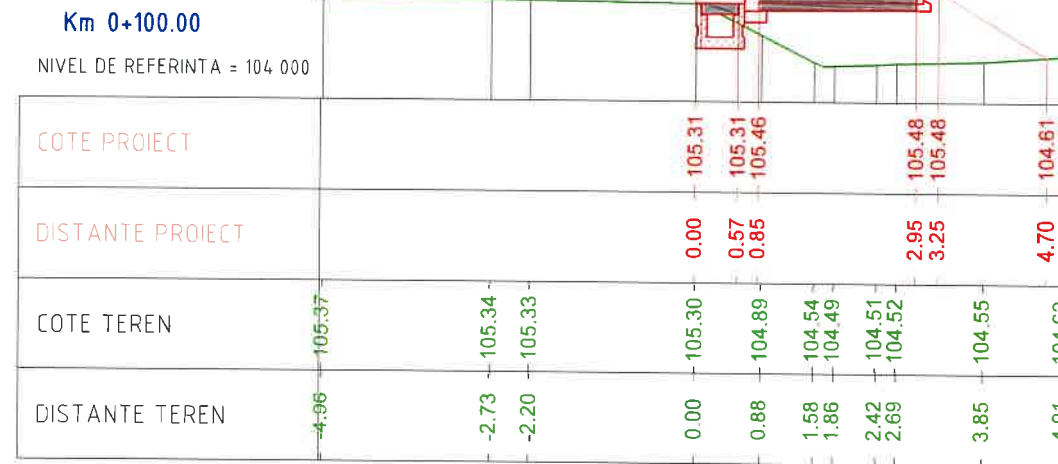 Km 0+100.00
NIVEL DE REFERINTA = 104 000
COTE PROIECT 105.31 105.31 105.46 105.48 105.48 104.61
DISTANTE PROIECT 0.00 0.57 0.85 2.95 3.25 4.70
COTE TEREN 105.37 105.34 105.33 105.30 104.89 104.54 104.49 104.51 104.52 104.55
DISTANTE TEREN -4.96 -2.73 -2.20 0.00 0.88 1.58 1.86 2.42 2.69 3.85